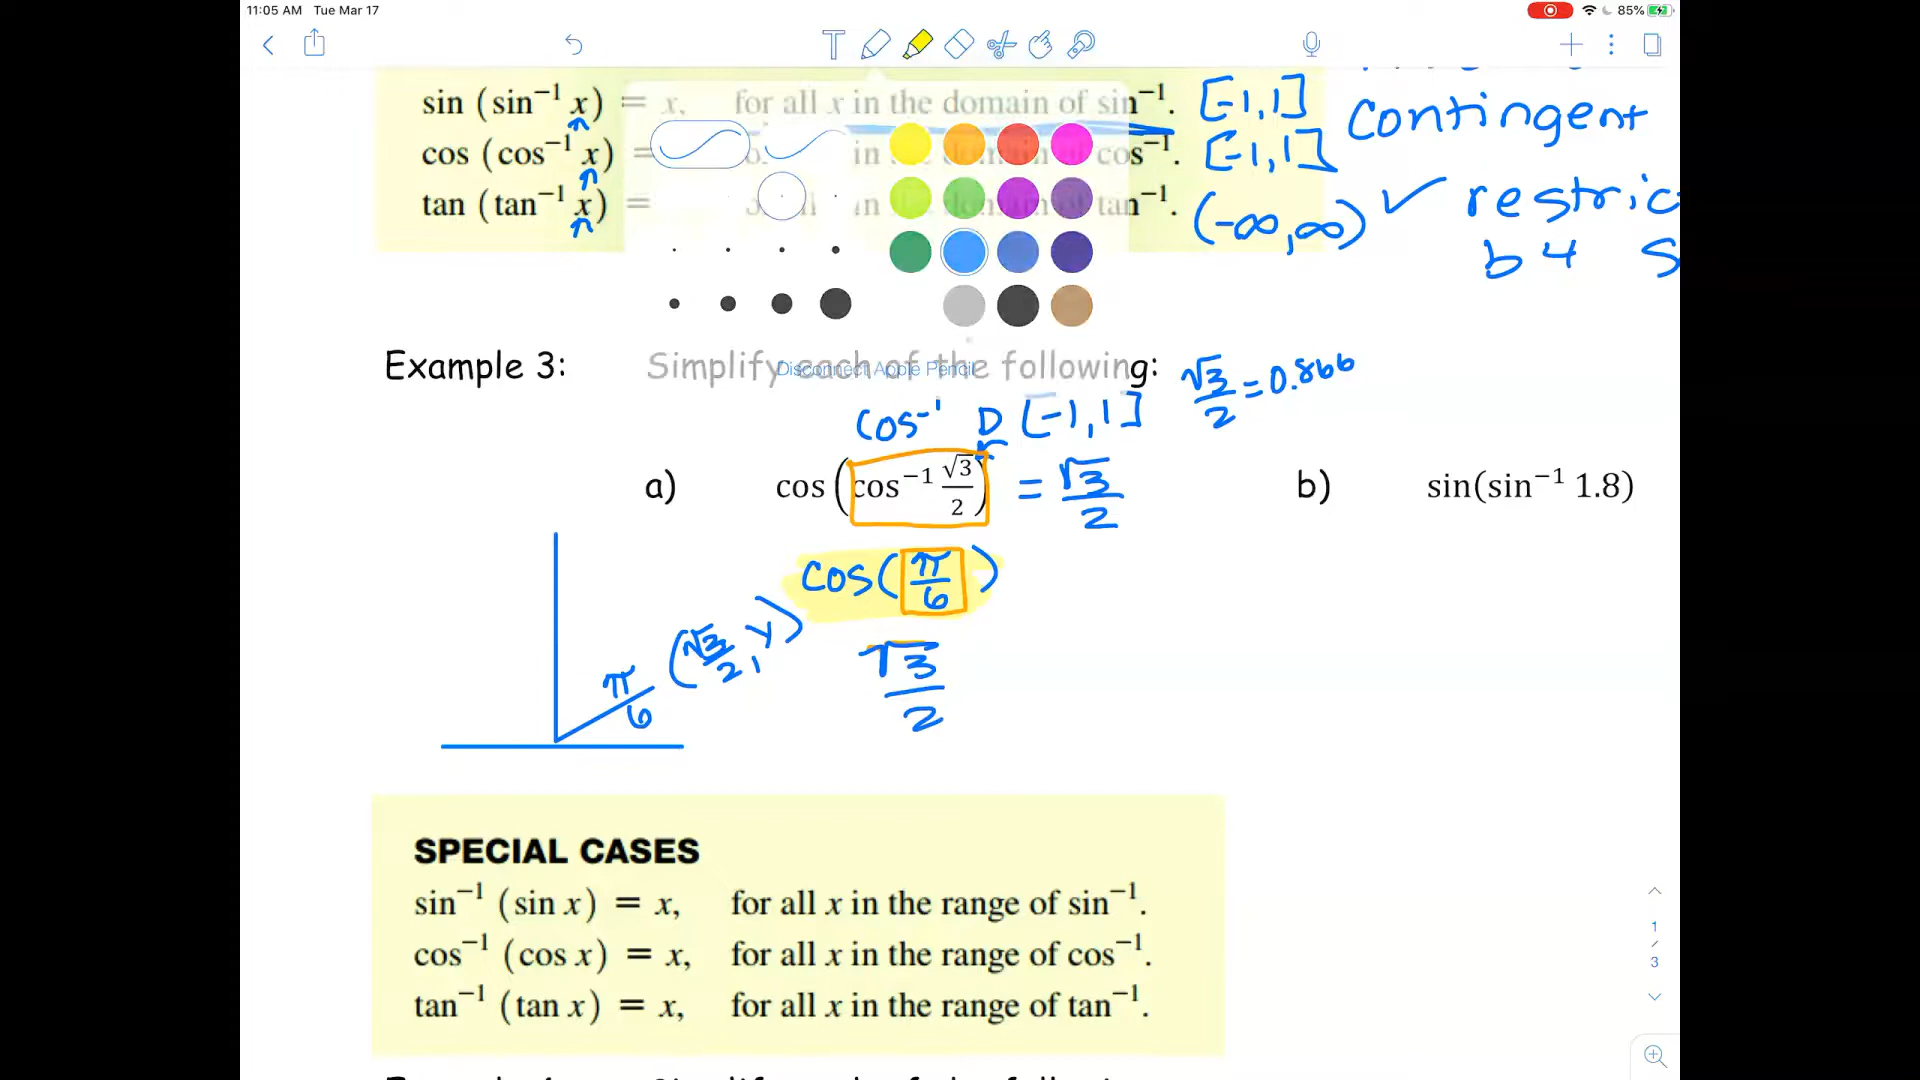 11:05 AM Tue Mar 17
85%
sin (sin⁻¹ x) = x, for all x in the domain of sin⁻¹. [-1,1]
contingent
cos (cos⁻¹ x) = in cos⁻¹. [-1,1]
tan (tan⁻¹ x) = in tan⁻¹. (-∞,∞) ✓ restric
b4 S
Example 3: Simplify each of the following:
Disconnect Apple Pencil
√3/2 = 0.866
cos⁻¹ D [-1,1]
a) cos (cos⁻¹ √3/2) = √3/2
b) sin(sin⁻¹ 1.8)
cos(π/6)
(√3/2, y)
π/6
√3/2
SPECIAL CASES
sin⁻¹ (sin x) = x, for all x in the range of sin⁻¹.
cos⁻¹ (cos x) = x, for all x in the range of cos⁻¹.
tan⁻¹ (tan x) = x, for all x in the range of tan⁻¹.
1
/
3